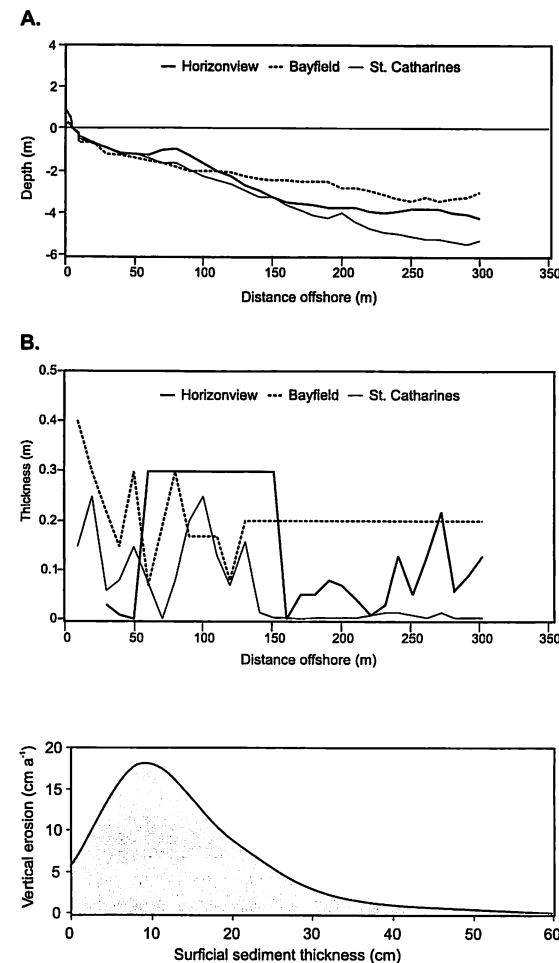 A.
Horizonview Bayfield St. Catharines
4
2
0
-2
-4
-6
Depth (m)
0 50 100 150 200 250 300 350
Distance offshore (m)
B.
Horizonview Bayfield St. Catharines
0.5
0.4
0.3
0.2
0.1
0
Thickness (m)
0 50 100 150 200 250 300 350
Distance offshore (m)
20
15
10
5
0
Vertical erosion (cm a⁻¹)
0 10 20 30 40 50 60
Surficial sediment thickness (cm)